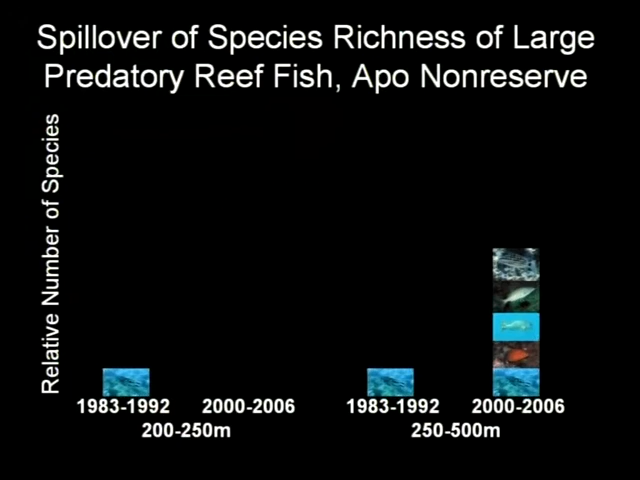 Spillover of Species Richness of Large
Predatory Reef Fish, Apo Nonreserve
Relative Number of Species
1983-1992 2000-2006 1983-1992 2000-2006
200-250m 250-500m